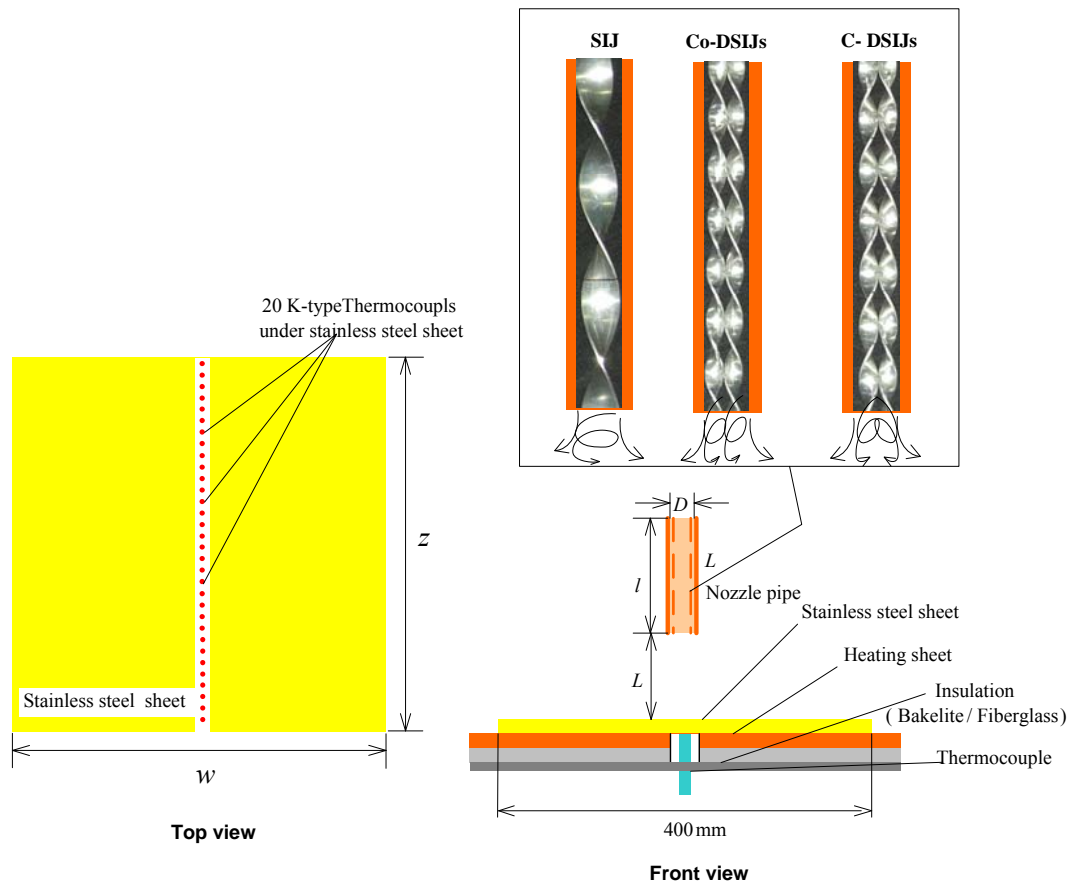 SIJ
Co-DSIJs
C- DSIJs
20 K-typeThermocoupls
under stainless steel sheet
z
Stainless steel sheet
w
Top view
D
l
L
Nozzle pipe
Stainless steel sheet
L
Heating sheet
Insulation
( Bakelite / Fiberglass)
Thermocouple
400 mm
Front view